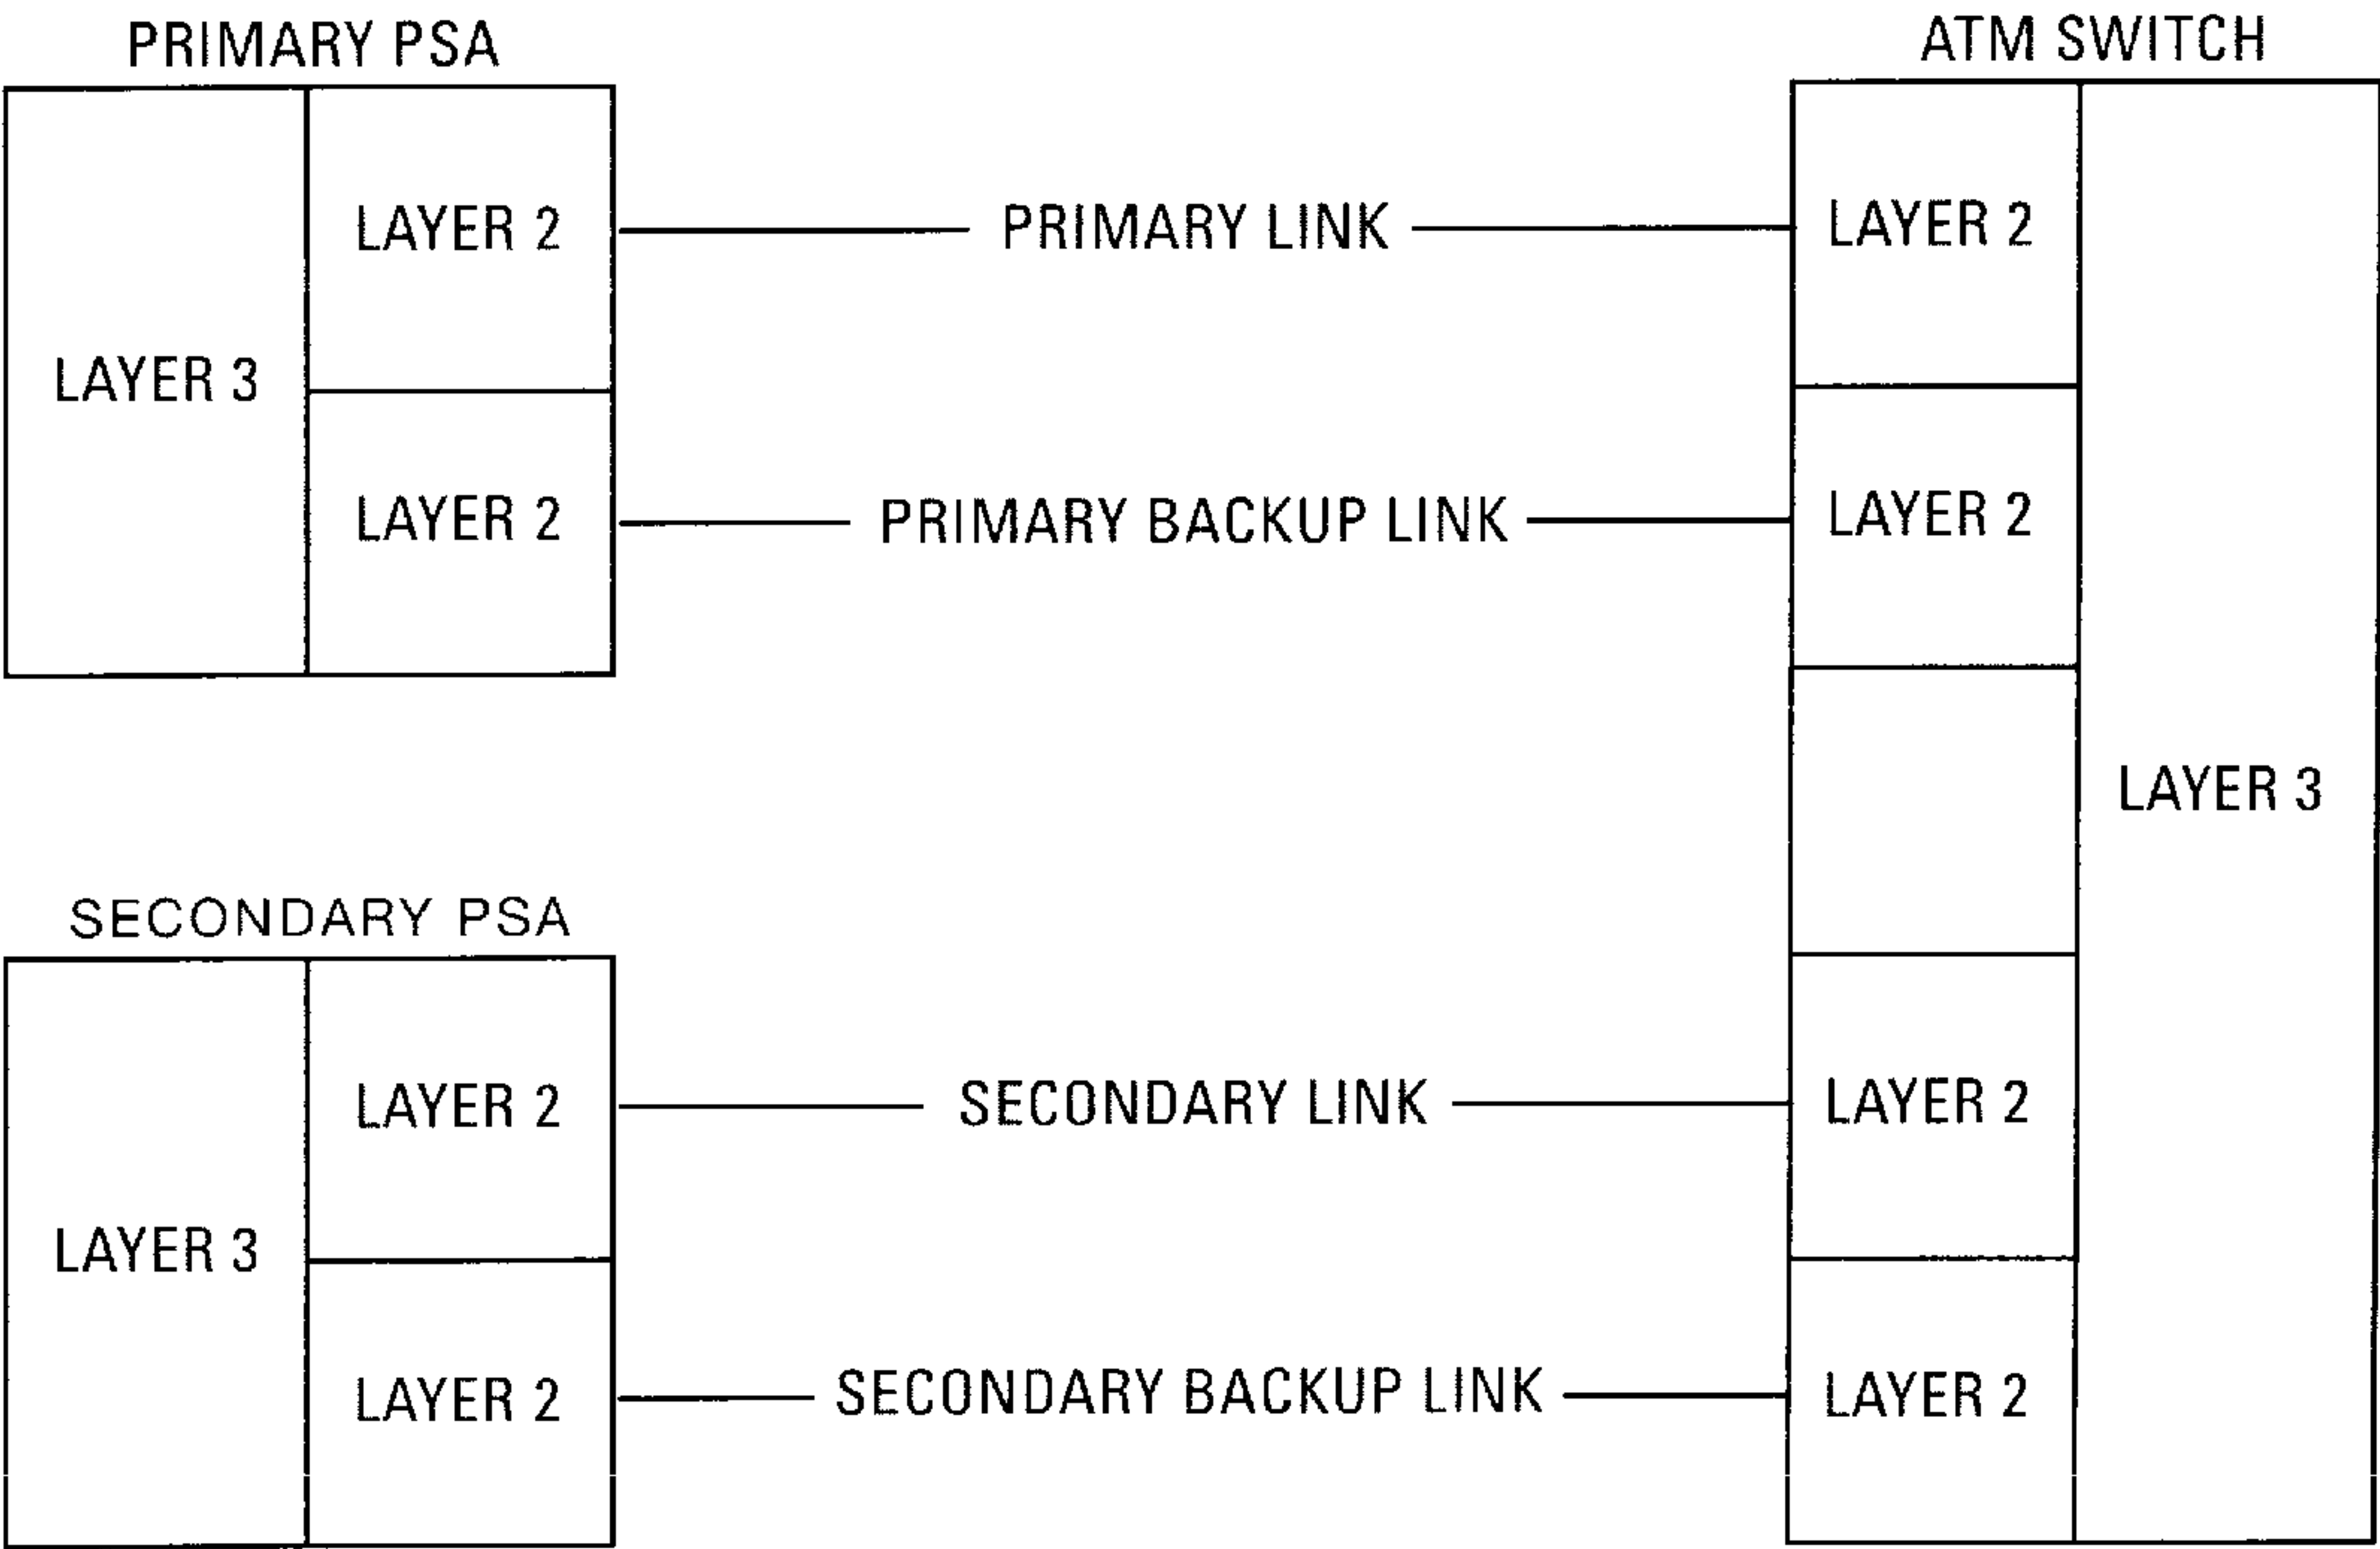 PRIMARY PSA
ATM SWITCH
LAYER 2
PRIMARY LINK
LAYER 2
LAYER 3
LAYER 2
PRIMARY BACKUP LINK
LAYER 2
LAYER 3
SECONDARY PSA
LAYER 2
SECONDARY LINK
LAYER 2
LAYER 3
LAYER 2
SECONDARY BACKUP LINK
LAYER 2